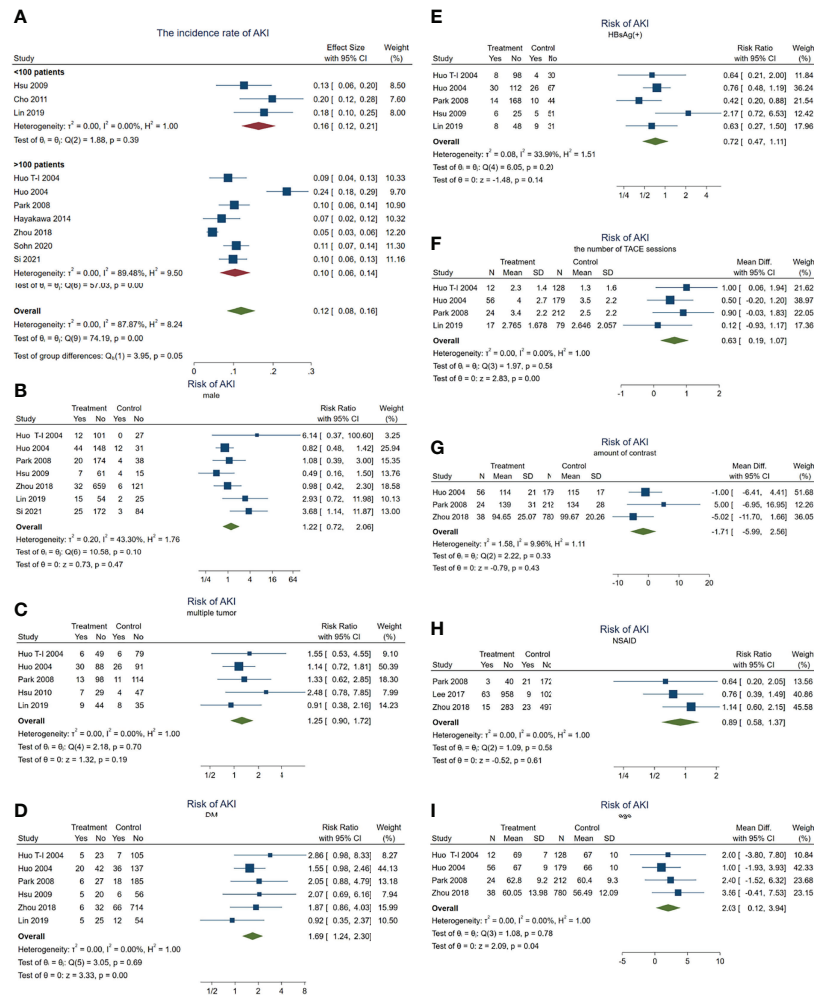 A
The incidence rate of AKI
Effect Size Weight
Study with 95% CI (%)
<100 patients
Hsu 2009 0.13 [ 0.06, 0.20] 8.50
Cho 2011 0.20 [ 0.12, 0.28] 7.60
Lin 2019 0.18 [ 0.10, 0.25] 8.00
Heterogeneity: τ² = 0.00, I² = 0.00%, H² = 1.00 0.16 [ 0.12, 0.21]
Test of θᵢ = θⱼ: Q(2) = 1.88, p = 0.39
>100 patients
Huo T-I 2004 0.09 [ 0.04, 0.13] 10.33
Huo 2004 0.24 [ 0.18, 0.29] 9.70
Park 2008 0.10 [ 0.06, 0.14] 10.90
Hayakawa 2014 0.07 [ 0.02, 0.12] 10.32
Zhou 2018 0.05 [ 0.03, 0.06] 12.20
Sohn 2020 0.11 [ 0.07, 0.14] 11.30
Si 2021 0.10 [ 0.06, 0.13] 11.16
Heterogeneity: τ² = 0.00, I² = 89.48%, H² = 9.50 0.10 [ 0.06, 0.14]
Test of θᵢ = θⱼ: Q(6) = 57.03, p = 0.00
Overall 0.12 [ 0.08, 0.16]
Heterogeneity: τ² = 0.00, I² = 87.87%, H² = 8.24
Test of θᵢ = θⱼ: Q(9) = 74.19, p = 0.00
Test of group differences: Qb(1) = 3.95, p = 0.05
0 .1 .2 .3
B
Risk of AKI
male
Treatment Control Risk Ratio Weight
Study Yes No Yes No with 95% CI (%)
Huo T-I 2004 12 101 0 27 6.14 [ 0.37, 100.60] 3.25
Huo 2004 44 148 12 31 0.82 [ 0.48, 1.42] 25.94
Park 2008 20 174 4 38 1.08 [ 0.39, 3.00] 15.35
Hsu 2009 7 61 4 15 0.49 [ 0.16, 1.50] 13.76
Zhou 2018 32 659 6 121 0.98 [ 0.42, 2.30] 18.58
Lin 2019 15 54 2 25 2.93 [ 0.72, 11.98] 10.13
Si 2021 25 172 3 84 3.68 [ 1.14, 11.87] 13.00
Overall 1.22 [ 0.72, 2.06]
Heterogeneity: τ² = 0.20, I² = 43.30%, H² = 1.76
Test of θᵢ = θⱼ: Q(6) = 10.58, p = 0.10
Test of θ = 0: z = 0.73, p = 0.47
1/4 1 4 16 64
C
Risk of AKI
multiple tumor
Treatment Control Risk Ratio Weight
Study Yes No Yes No with 95% CI (%)
Huo T-I 2004 6 49 6 79 1.55 [ 0.53, 4.55] 9.10
Huo 2004 30 88 26 91 1.14 [ 0.72, 1.81] 50.39
Park 2008 13 98 11 114 1.33 [ 0.62, 2.85] 18.30
Hsu 2010 7 29 4 47 2.48 [ 0.78, 7.85] 7.99
Lin 2019 9 44 8 35 0.91 [ 0.38, 2.16] 14.23
Overall 1.25 [ 0.90, 1.72]
Heterogeneity: τ² = 0.00, I² = 0.00%, H² = 1.00
Test of θᵢ = θⱼ: Q(4) = 2.18, p = 0.70
Test of θ = 0: z = 1.32, p = 0.19
1/2 1 2 4
D
Risk of AKI
DM
Treatment Control Risk Ratio Weight
Study Yes No Yes No with 95% CI (%)
Huo T-I 2004 5 23 7 105 2.86 [ 0.98, 8.33] 8.27
Huo 2004 20 42 36 137 1.55 [ 0.98, 2.46] 44.13
Park 2008 6 27 18 185 2.05 [ 0.88, 4.79] 13.18
Hsu 2009 5 20 6 56 2.07 [ 0.69, 6.16] 7.94
Zhou 2018 6 32 66 714 1.87 [ 0.86, 4.03] 15.99
Lin 2019 5 25 12 54 0.92 [ 0.35, 2.37] 10.50
Overall 1.69 [ 1.24, 2.30]
Heterogeneity: τ² = 0.00, I² = 0.00%, H² = 1.00
Test of θᵢ = θⱼ: Q(5) = 3.05, p = 0.69
Test of θ = 0: z = 3.33, p = 0.00
1/2 1 2 4 8
E
Risk of AKI
HBsAg(+)
Treatment Control Risk Ratio Weight
Study Yes No Yes No with 95% CI (%)
Huo T-I 2004 8 98 4 30 0.64 [ 0.21, 2.00] 11.84
Huo 2004 30 112 26 67 0.76 [ 0.48, 1.19] 36.24
Park 2008 14 168 10 44 0.42 [ 0.20, 0.88] 21.54
Hsu 2009 6 25 5 51 2.17 [ 0.72, 6.53] 12.42
Lin 2019 8 48 9 31 0.63 [ 0.27, 1.50] 17.96
Overall 0.72 [ 0.47, 1.11]
Heterogeneity: τ² = 0.08, I² = 33.99%, H² = 1.51
Test of θᵢ = θⱼ: Q(4) = 6.05, p = 0.20
Test of θ = 0: z = -1.48, p = 0.14
1/4 1/2 1 2 4
F
Risk of AKI
the number of TACE sessions
Treatment Control Mean Diff. Weight
Study N Mean SD N Mean SD with 95% CI (%)
Huo T-I 2004 12 2.3 1.4 128 1.3 1.6 1.00 [ 0.06, 1.94] 21.62
Huo 2004 56 4 2.7 179 3.5 2.2 0.50 [ -0.20, 1.20] 38.97
Park 2008 24 3.4 2.2 212 2.5 2.2 0.90 [ -0.03, 1.83] 22.05
Lin 2019 17 2.765 1.678 79 2.646 2.057 0.12 [ -0.93, 1.17] 17.36
Overall 0.63 [ 0.19, 1.07]
Heterogeneity: τ² = 0.00, I² = 0.00%, H² = 1.00
Test of θᵢ = θⱼ: Q(3) = 1.97, p = 0.58
Test of θ = 0: z = 2.83, p = 0.00
-1 0 1 2
G
Risk of AKI
amount of contrast
Treatment Control Mean Diff. Weight
Study N Mean SD N Mean SD with 95% CI (%)
Huo 2004 56 114 21 179 115 17 -1.00 [ -6.41, 4.41] 51.68
Park 2008 24 139 31 212 134 28 5.00 [ -6.95, 16.95] 12.26
Zhou 2018 38 94.65 25.07 780 99.67 20.26 -5.02 [ -11.70, 1.66] 36.05
Overall -1.71 [ -5.99, 2.56]
Heterogeneity: τ² = 1.58, I² = 9.96%, H² = 1.11
Test of θᵢ = θⱼ: Q(2) = 2.22, p = 0.33
Test of θ = 0: z = -0.79, p = 0.43
-10 0 10 20
H
Risk of AKI
NSAID
Treatment Control Risk Ratio Weight
Study Yes No Yes No with 95% CI (%)
Park 2008 3 40 21 172 0.64 [ 0.20, 2.05] 13.56
Lee 2017 63 958 9 102 0.76 [ 0.39, 1.49] 40.86
Zhou 2018 15 283 23 497 1.14 [ 0.60, 2.15] 45.58
Overall 0.89 [ 0.58, 1.37]
Heterogeneity: τ² = 0.00, I² = 0.00%, H² = 1.00
Test of θᵢ = θⱼ: Q(2) = 1.09, p = 0.58
Test of θ = 0: z = -0.52, p = 0.61
1/4 1/2 1 2
I
Risk of AKI
age
Treatment Control Mean Diff. Weight
Study N Mean SD N Mean SD with 95% CI (%)
Huo T-I 2004 12 69 7 128 67 10 2.00 [ -3.80, 7.80] 10.84
Huo 2004 56 67 9 179 66 10 1.00 [ -1.93, 3.93] 42.33
Park 2008 24 62.8 9.2 212 60.4 9.3 2.40 [ -1.52, 6.32] 23.68
Zhou 2018 38 60.05 13.98 780 56.49 12.09 3.56 [ -0.41, 7.53] 23.15
Overall 2.03 [ 0.12, 3.94]
Heterogeneity: τ² = 0.00, I² = 0.00%, H² = 1.00
Test of θᵢ = θⱼ: Q(3) = 1.08, p = 0.78
Test of θ = 0: z = 2.09, p = 0.04
-5 0 5 10